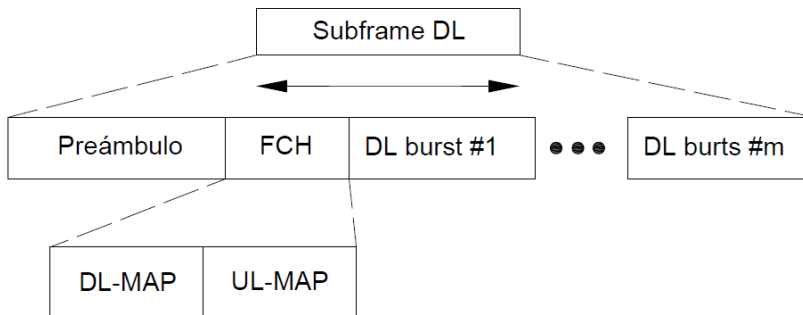 Subframe DL
Preámbulo FCH DL burst #1 DL burts #m
DL-MAP UL-MAP